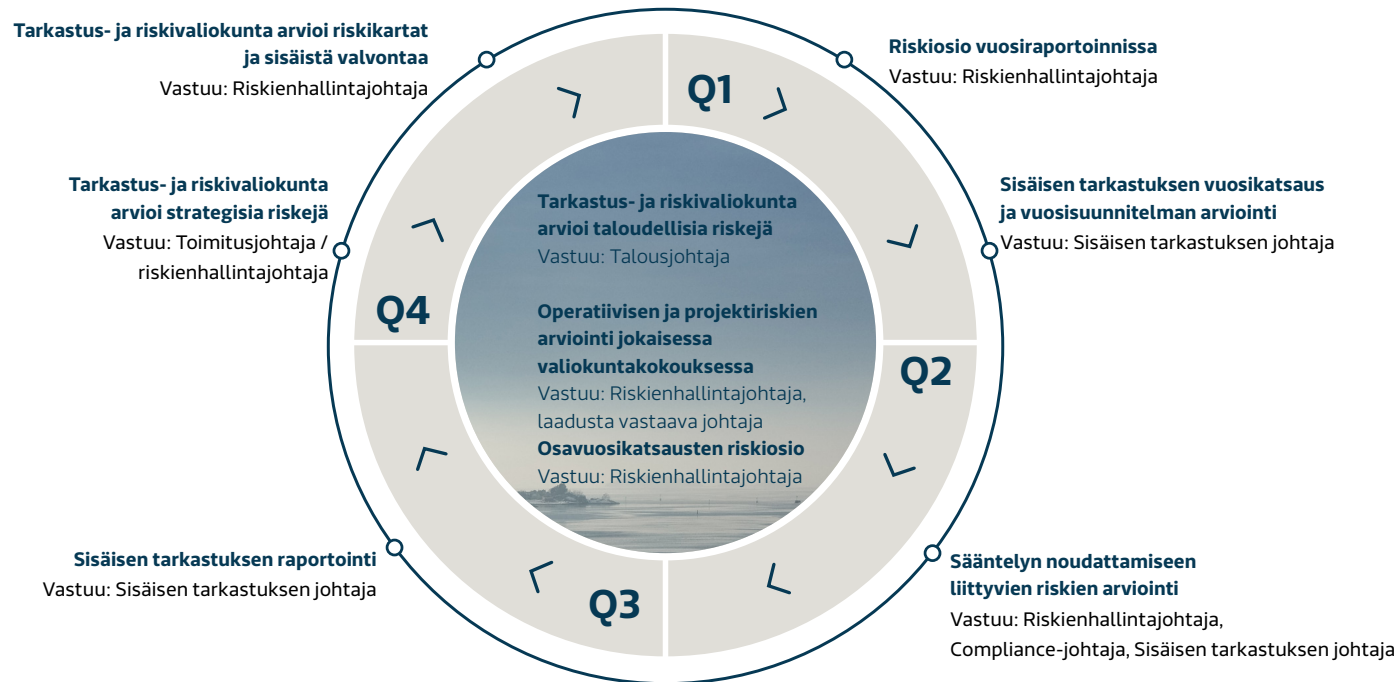 Tarkastus- ja riskivaliokunta arvioi riskikartat
ja sisäistä valvontaa
Vastuu: Riskienhallintajohtaja
Riskiosio vuosiraportoinnissa
Vastuu: Riskienhallintajohtaja
Q1
Tarkastus- ja riskivaliokunta
arvioi strategisia riskejä
Vastuu: Toimitusjohtaja /
riskienhallintajohtaja
Sisäisen tarkastuksen vuosikatsaus
ja vuosisuunnitelman arviointi
Vastuu: Sisäisen tarkastuksen johtaja
Tarkastus- ja riskivaliokunta
arvioi taloudellisia riskejä
Vastuu: Talousjohtaja
Operatiivisen ja projektiriskien
arviointi jokaisessa
valiokuntakokouksessa
Vastuu: Riskienhallintajohtaja,
laadusta vastaava johtaja
Osavuosikatsausten riskiosio
Vastuu: Riskienhallintajohtaja
Q4
Q2
Sisäisen tarkastuksen raportointi
Vastuu: Sisäisen tarkastuksen johtaja
Q3
Sääntelyn noudattamiseen
liittyvien riskien arviointi
Vastuu: Riskienhallintajohtaja,
Compliance-johtaja, Sisäisen tarkastuksen johtaja